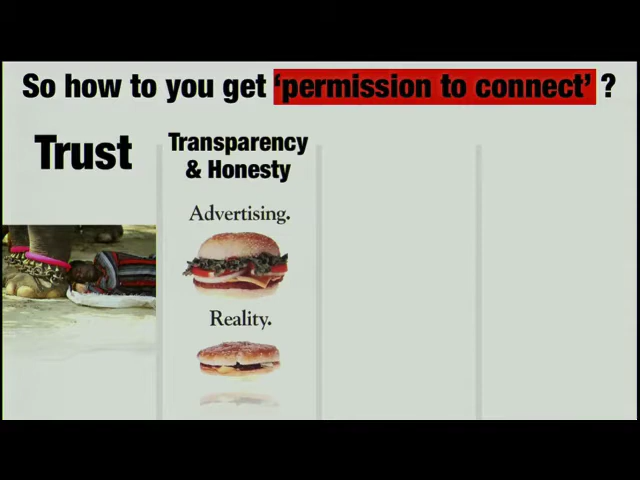 So how to you get 'permission to connect' ?
Trust
Transparency
& Honesty
Advertising.
Reality.